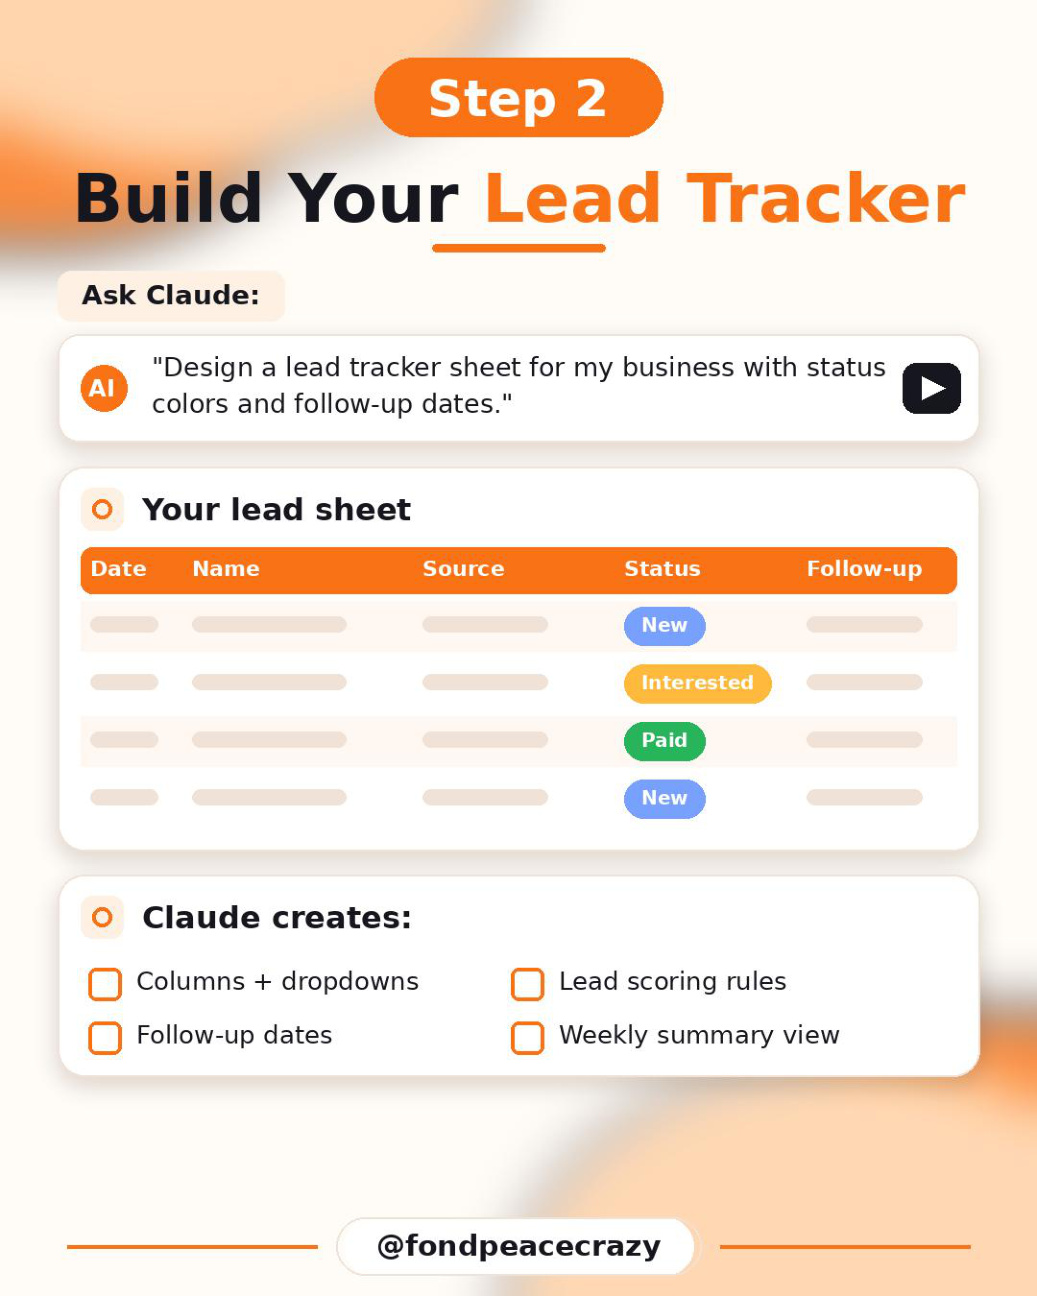 Step 2
Build Your Lead Tracker
Ask Claude:
AI
"Design a lead tracker sheet for my business with status
colors and follow-up dates."
Your lead sheet
Date Name Source Status Follow-up
New
Interested
Paid
New
Claude creates:
Columns + dropdowns
Lead scoring rules
Follow-up dates
Weekly summary view
@fondpeacecrazy